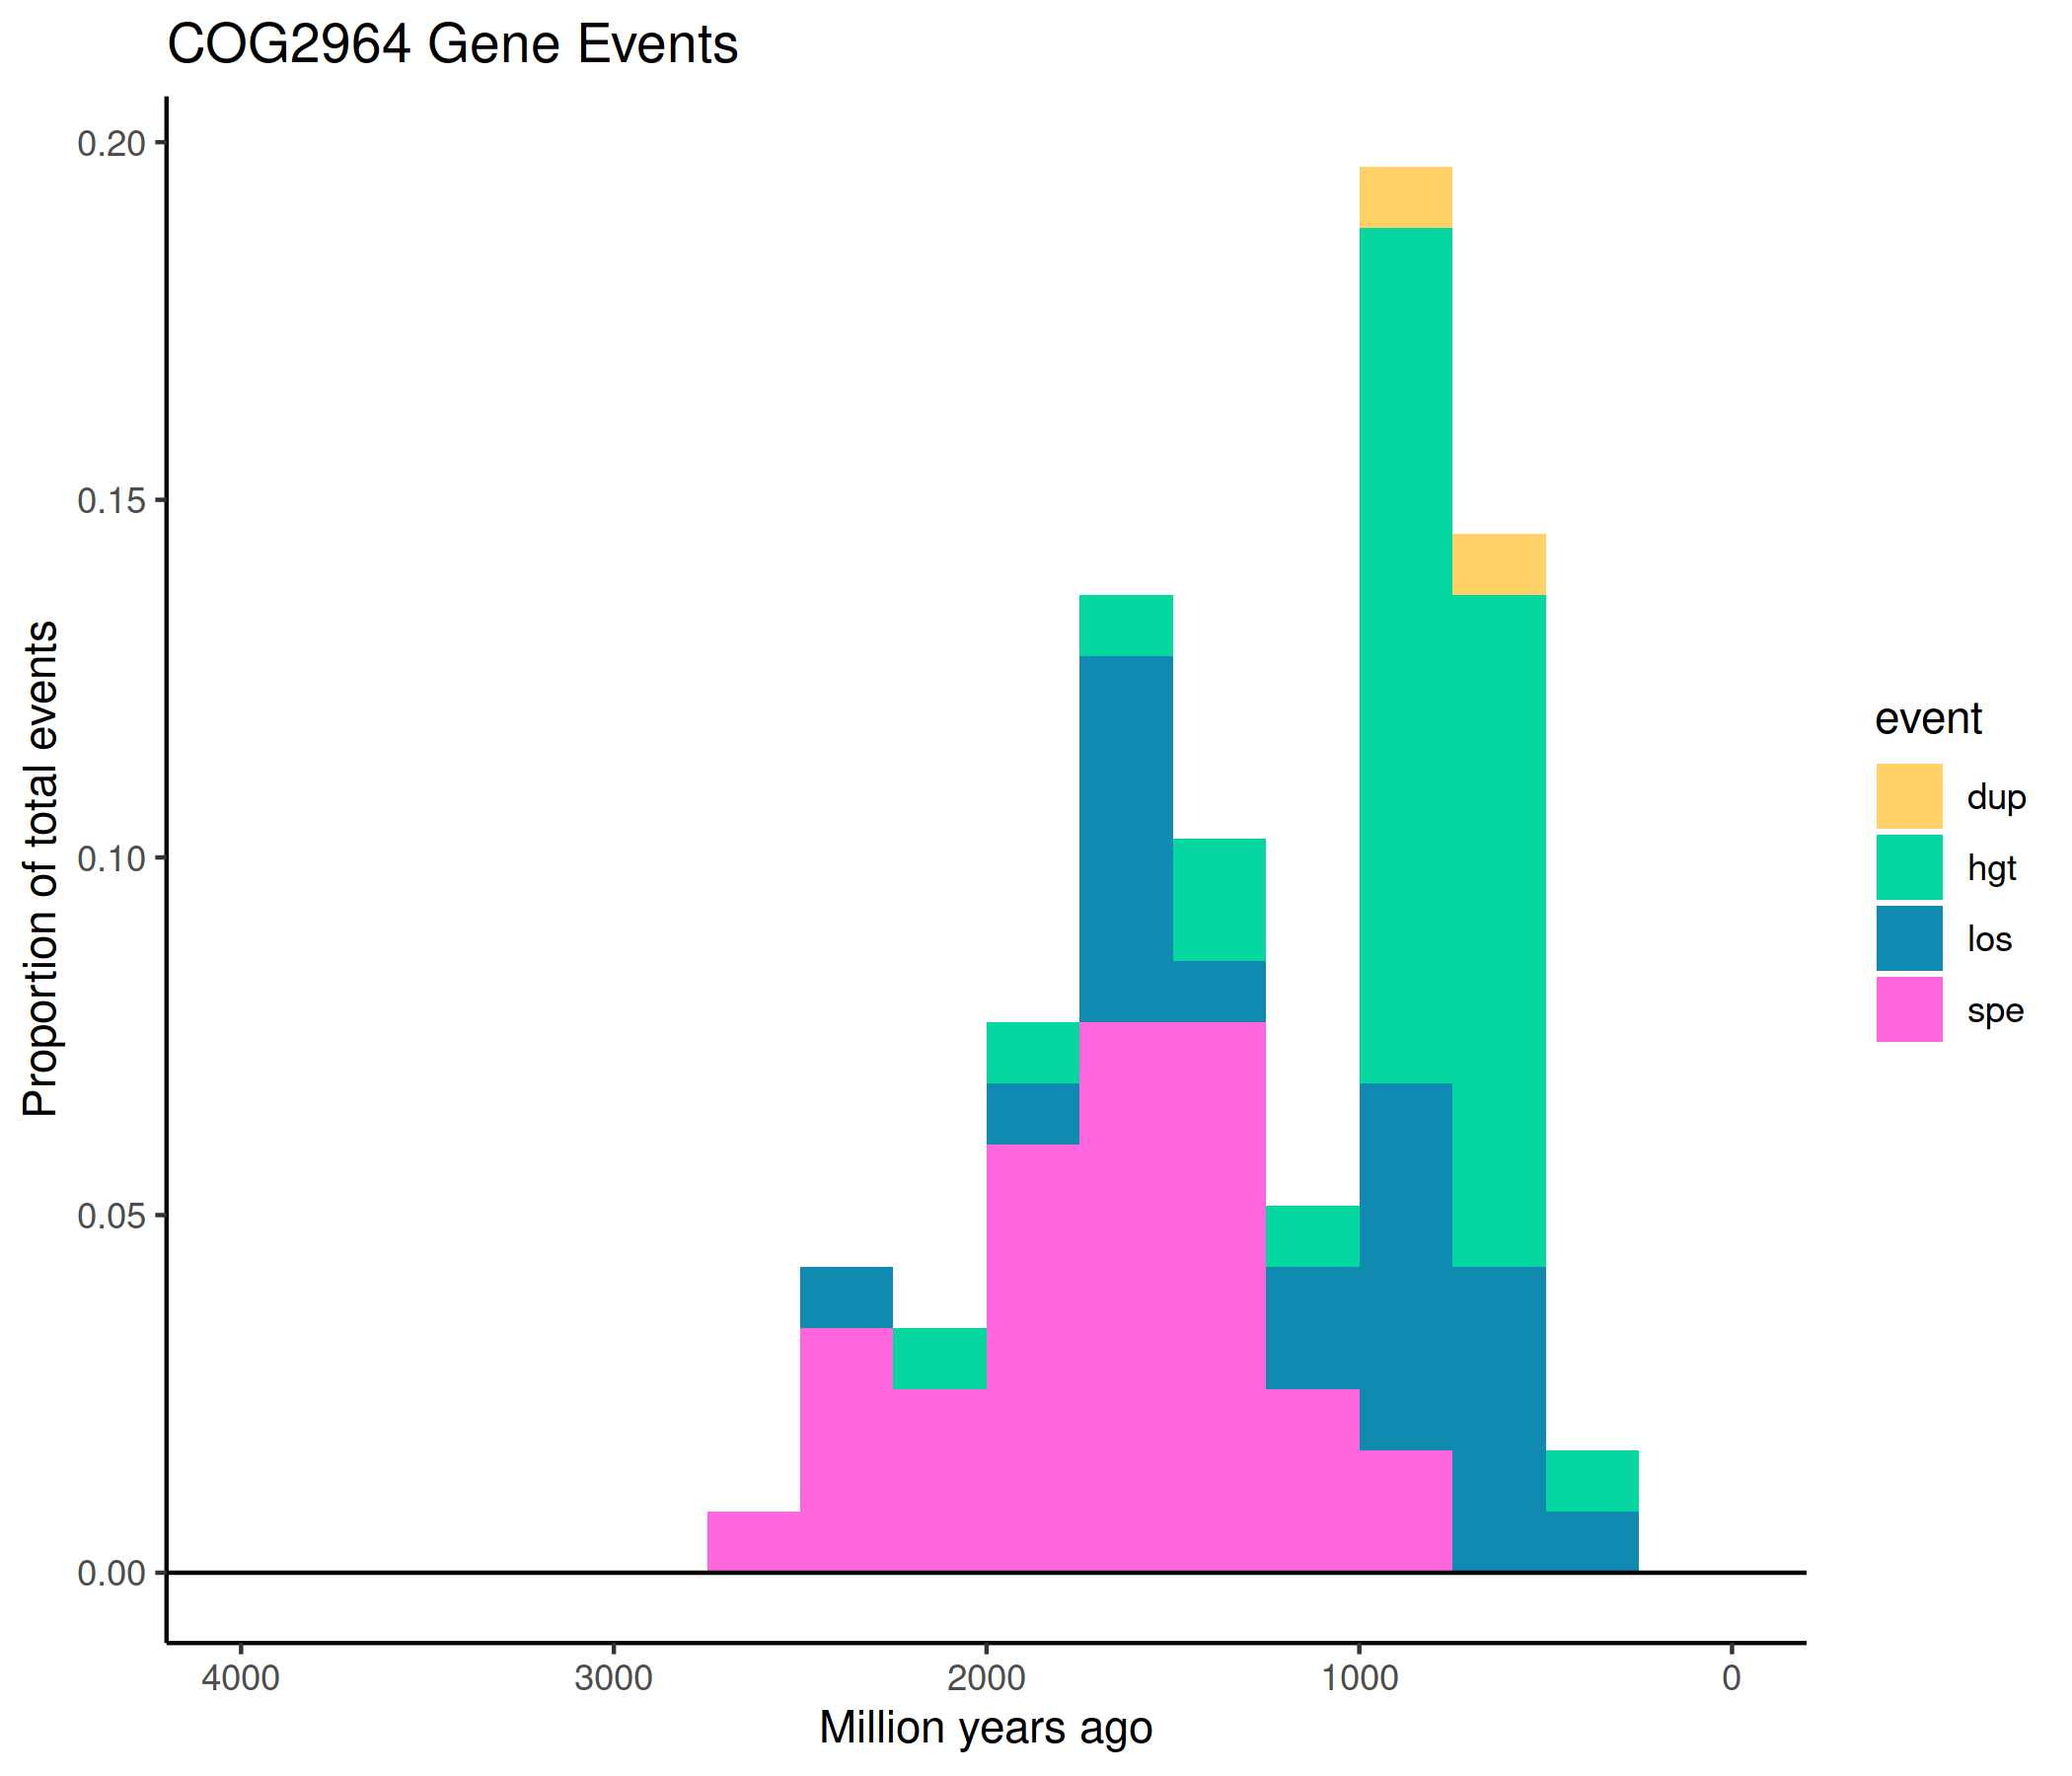 COG2964 Gene Events
Proportion of total events
0.20
0.15
0.10
0.05
0.00
4000 3000 2000 1000 0
Million years ago
event
dup
hgt
los
spe